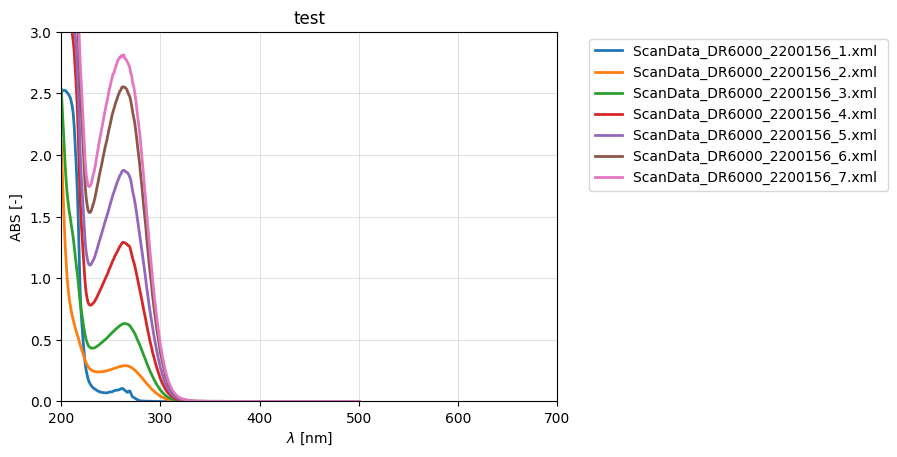 test
3.0
2.5
2.0
1.5
1.0
0.5
0.0
ABS [-]
200 300 400 500 600 700
λ [nm]
ScanData_DR6000_2200156_1.xml
ScanData_DR6000_2200156_2.xml
ScanData_DR6000_2200156_3.xml
ScanData_DR6000_2200156_4.xml
ScanData_DR6000_2200156_5.xml
ScanData_DR6000_2200156_6.xml
ScanData_DR6000_2200156_7.xml